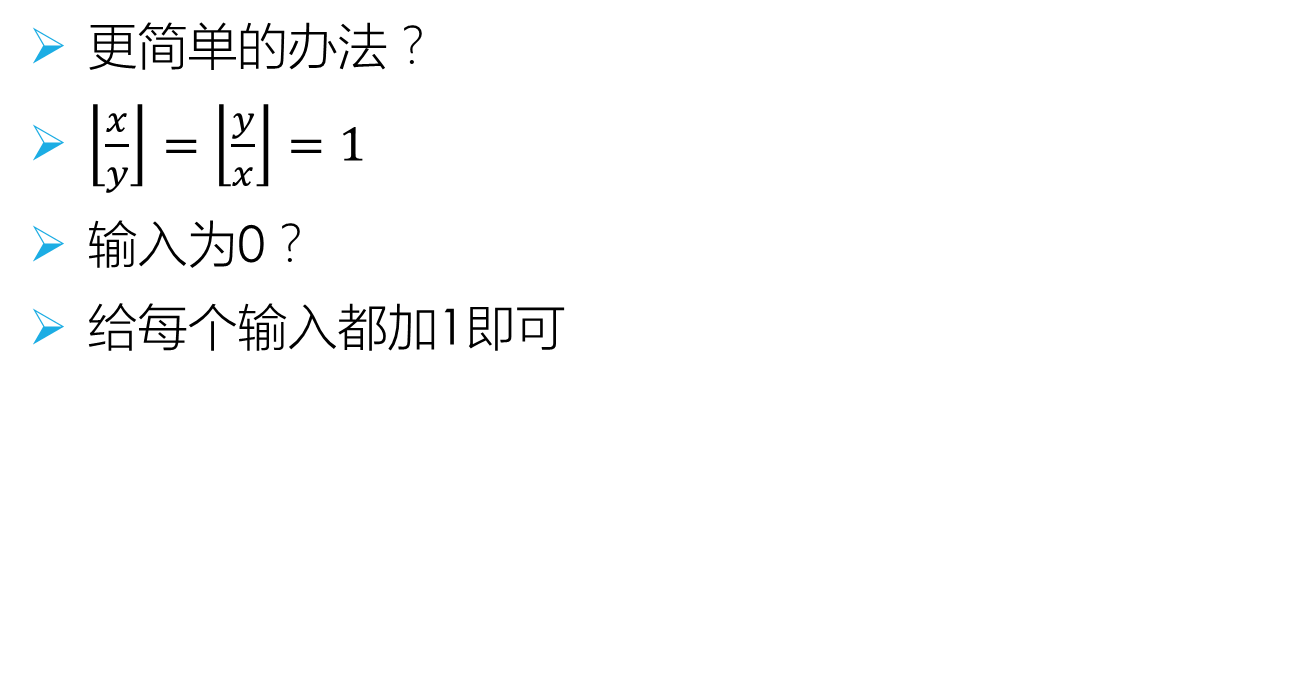 更简单的办法？
⌊x/y⌋ = ⌊y/x⌋ = 1
输入为0？
给每个输入都加1即可